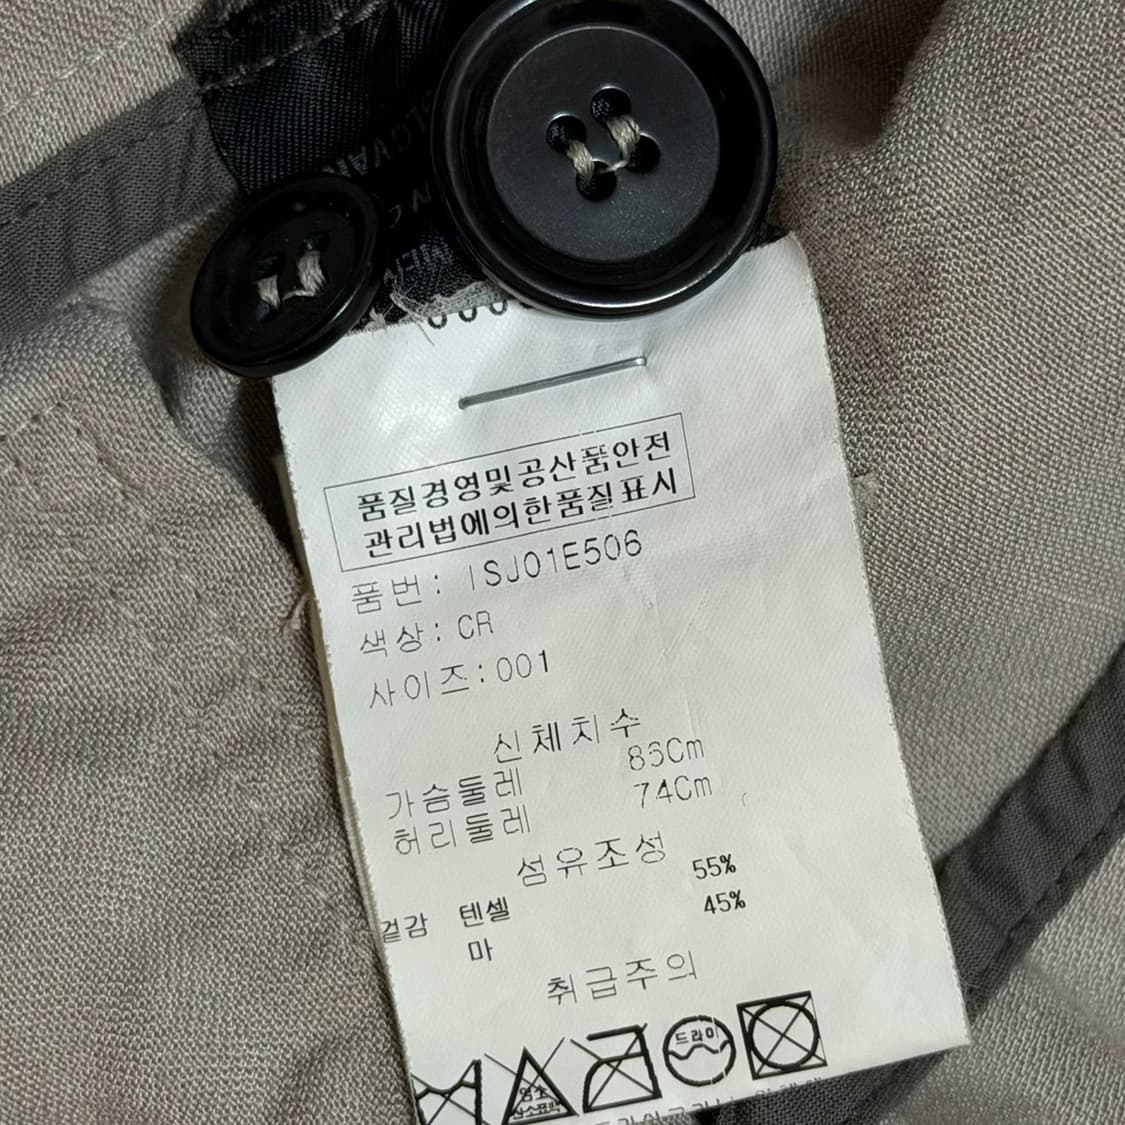 품질경영및공산품안전
관리법에의한품질표시
품번: ISJ01E506
색상: CR
사이즈: 001
신체치수
가슴둘레 85Cm
허리둘레 74Cm
섬유조성
겉감 텐셀 55%
마 45%
취급주의
드라이